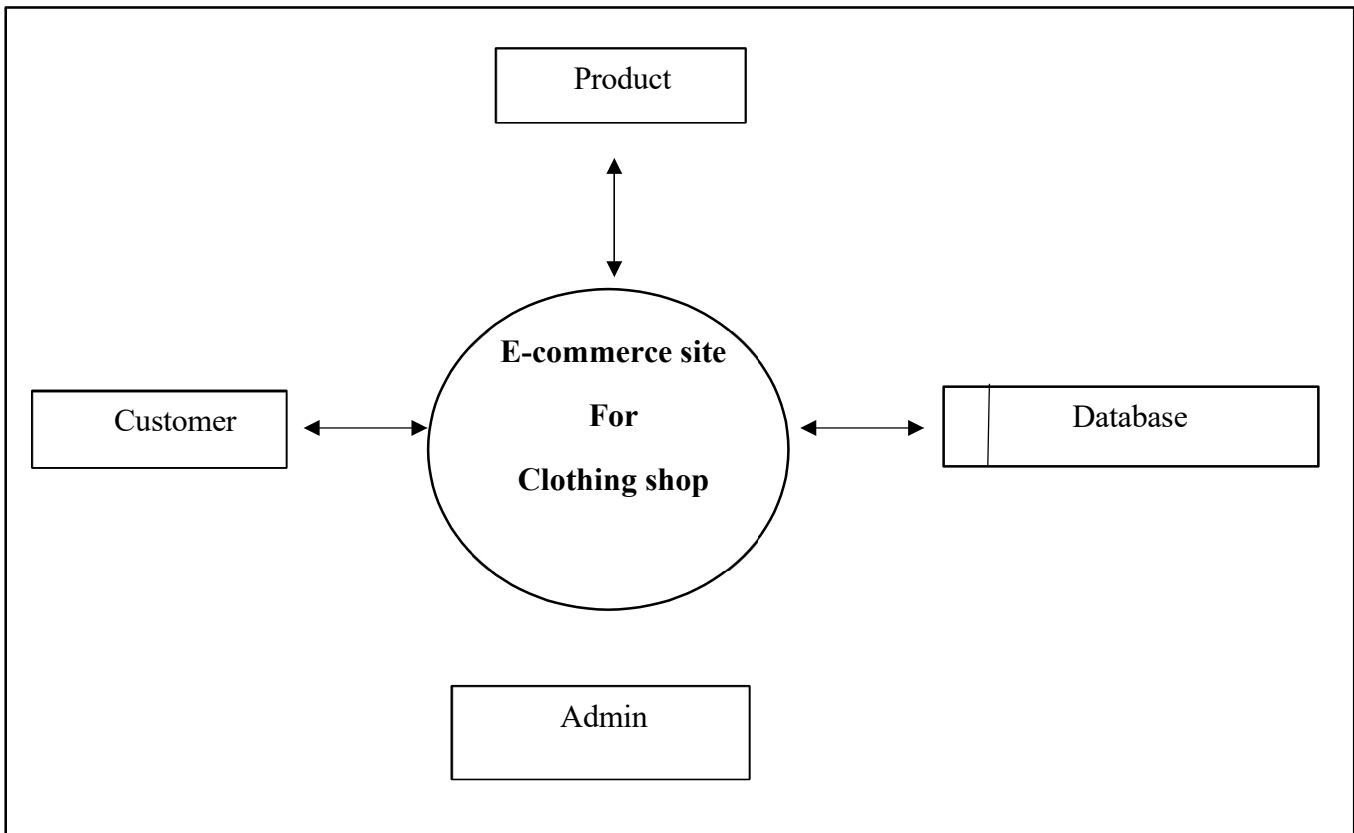 Product
E-commerce site
For
Clothing shop
Customer
Database
Admin